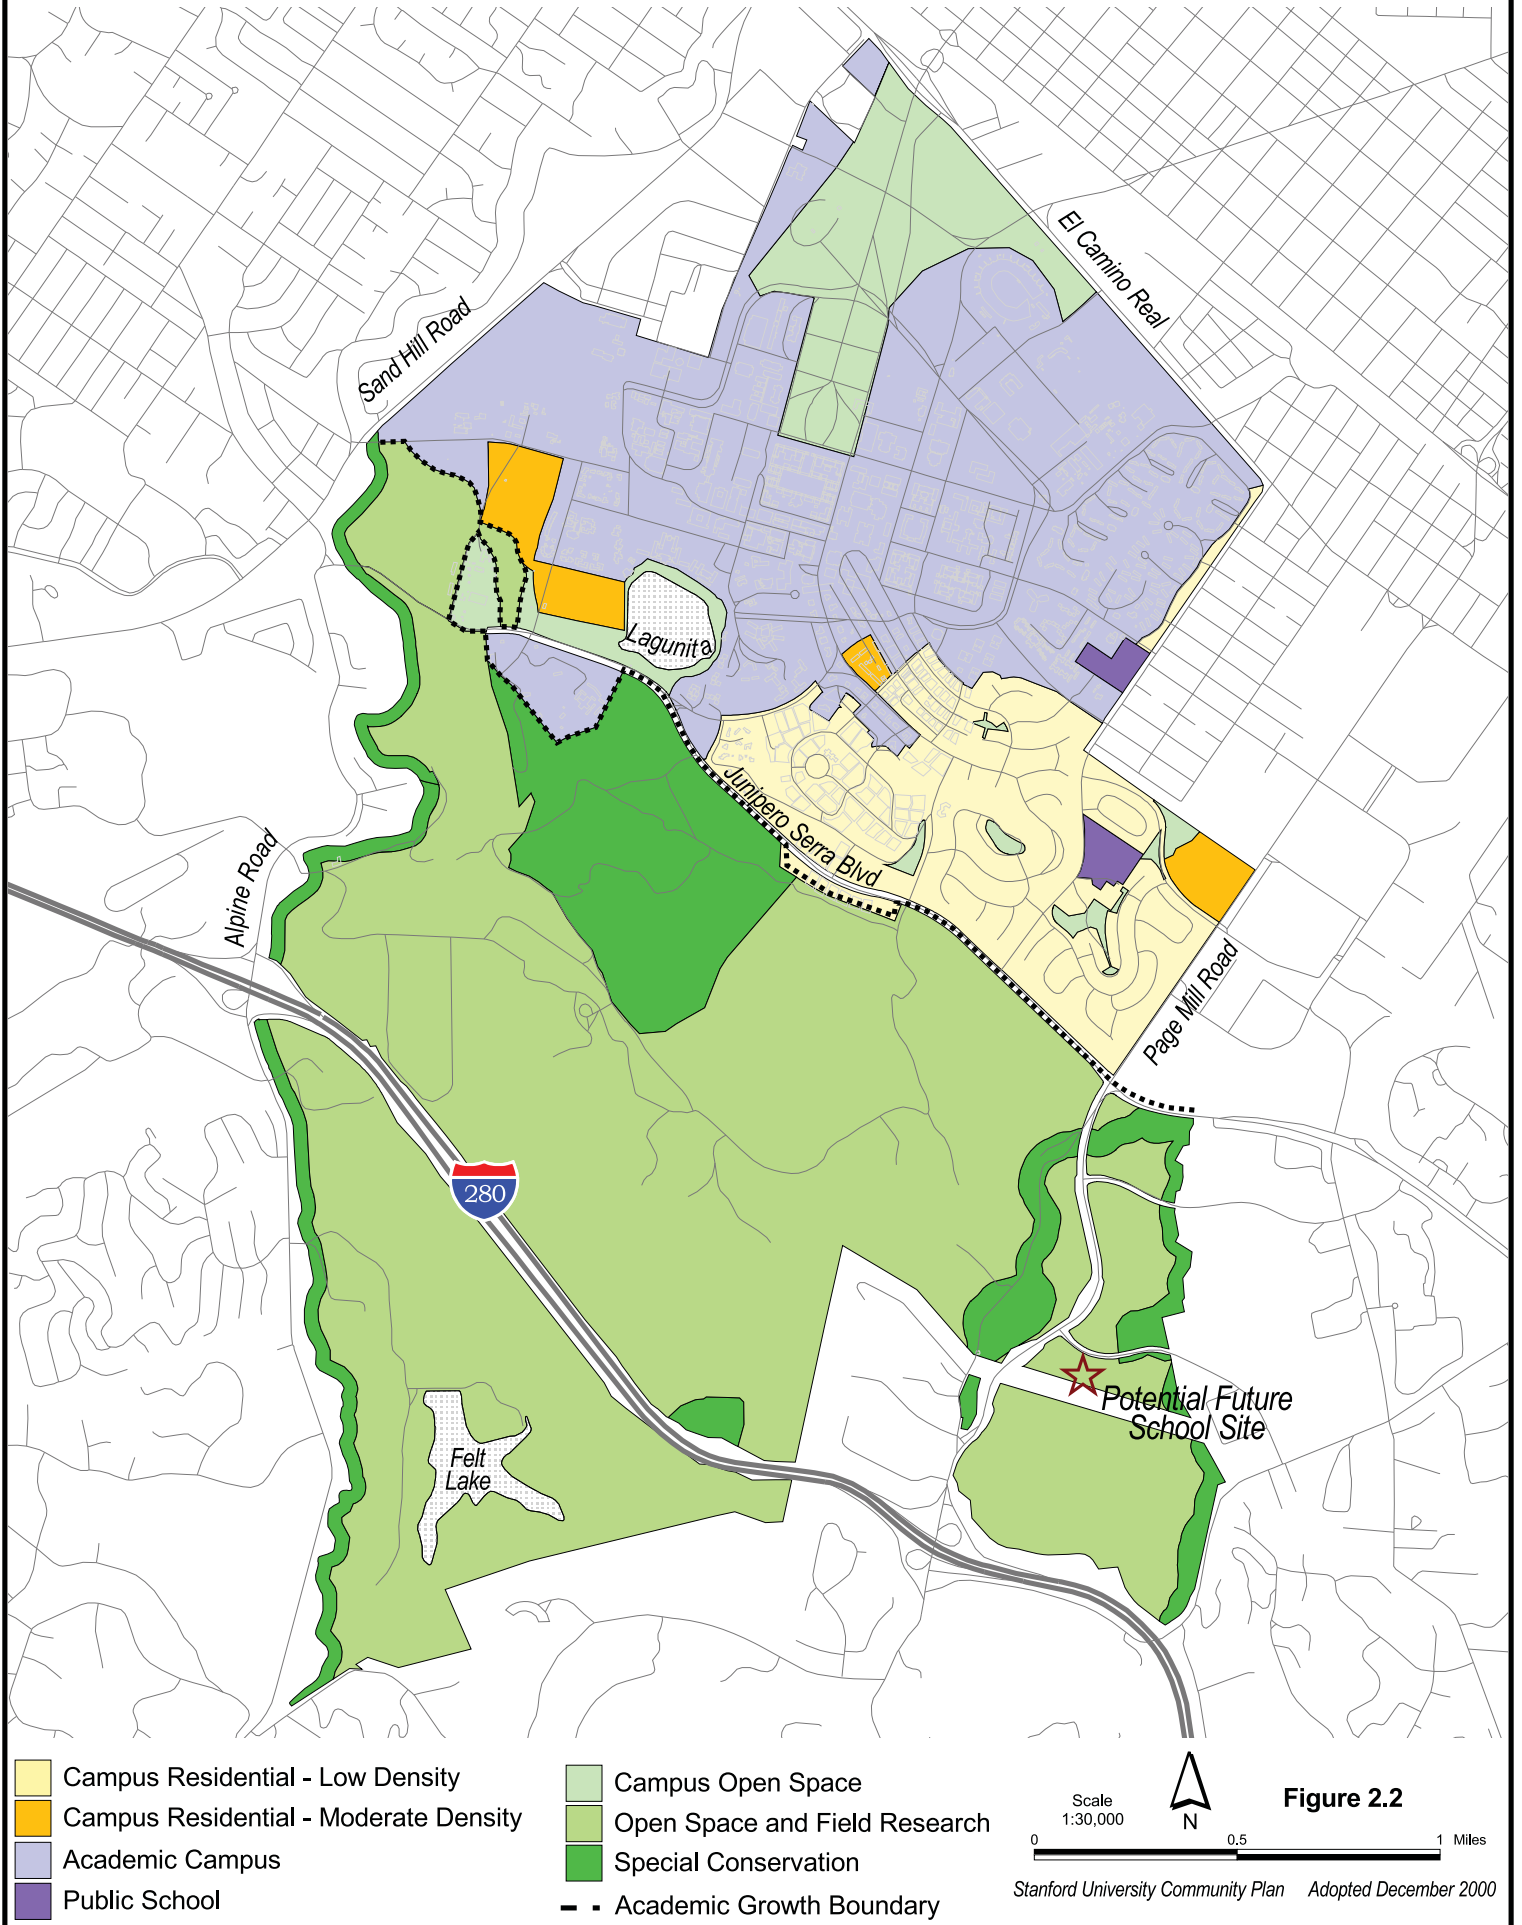 El Camino Real
Sand Hill Road
Lagunita
Junipero Serra Blvd
Alpine Road
Page Mill Road
280
Potential Future
School Site
Felt
Lake
Campus Residential - Low Density
Campus Residential - Moderate Density
Academic Campus
Public School
Campus Open Space
Open Space and Field Research
Special Conservation
Academic Growth Boundary
Scale
1:30,000
N
Figure 2.2
0 0.5 1 Miles
Stanford University Community Plan Adopted December 2000